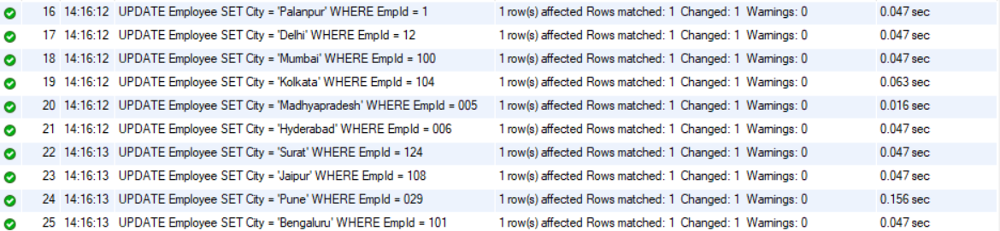 16 14:16:12 UPDATE Employee SET City = 'Palanpur' WHERE EmpId = 1 1 row(s) affected Rows matched: 1 Changed: 1 Warnings: 0 0.047 sec
17 14:16:12 UPDATE Employee SET City = 'Delhi' WHERE EmpId = 12 1 row(s) affected Rows matched: 1 Changed: 1 Warnings: 0 0.047 sec
18 14:16:12 UPDATE Employee SET City = 'Mumbai' WHERE EmpId = 100 1 row(s) affected Rows matched: 1 Changed: 1 Warnings: 0 0.047 sec
19 14:16:12 UPDATE Employee SET City = 'Kolkata' WHERE EmpId = 104 1 row(s) affected Rows matched: 1 Changed: 1 Warnings: 0 0.063 sec
20 14:16:12 UPDATE Employee SET City = 'Madhyapradesh' WHERE EmpId = 005 1 row(s) affected Rows matched: 1 Changed: 1 Warnings: 0 0.016 sec
21 14:16:12 UPDATE Employee SET City = 'Hyderabad' WHERE EmpId = 006 1 row(s) affected Rows matched: 1 Changed: 1 Warnings: 0 0.047 sec
22 14:16:13 UPDATE Employee SET City = 'Surat' WHERE EmpId = 124 1 row(s) affected Rows matched: 1 Changed: 1 Warnings: 0 0.047 sec
23 14:16:13 UPDATE Employee SET City = 'Jaipur' WHERE EmpId = 108 1 row(s) affected Rows matched: 1 Changed: 1 Warnings: 0 0.047 sec
24 14:16:13 UPDATE Employee SET City = 'Pune' WHERE EmpId = 029 1 row(s) affected Rows matched: 1 Changed: 1 Warnings: 0 0.156 sec
25 14:16:13 UPDATE Employee SET City = 'Bengaluru' WHERE EmpId = 101 1 row(s) affected Rows matched: 1 Changed: 1 Warnings: 0 0.047 sec